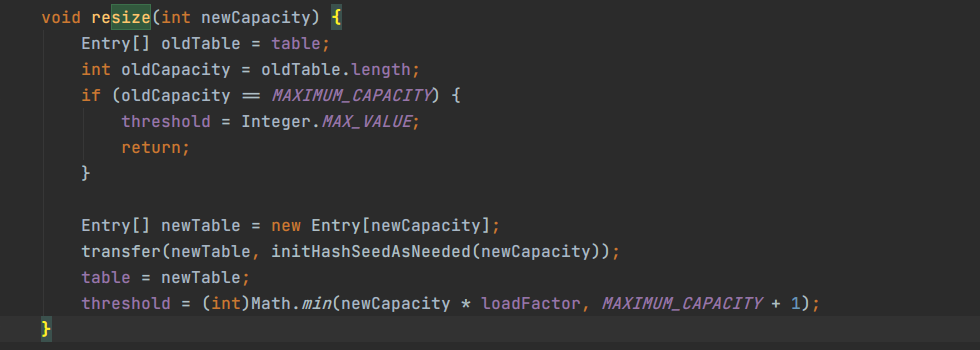 void resize(int newCapacity) {
    Entry[] oldTable = table;
    int oldCapacity = oldTable.length;
    if (oldCapacity == MAXIMUM_CAPACITY) {
        threshold = Integer.MAX_VALUE;
        return;
    }

    Entry[] newTable = new Entry[newCapacity];
    transfer(newTable, initHashSeedAsNeeded(newCapacity));
    table = newTable;
    threshold = (int)Math.min(newCapacity * loadFactor, MAXIMUM_CAPACITY + 1);
}